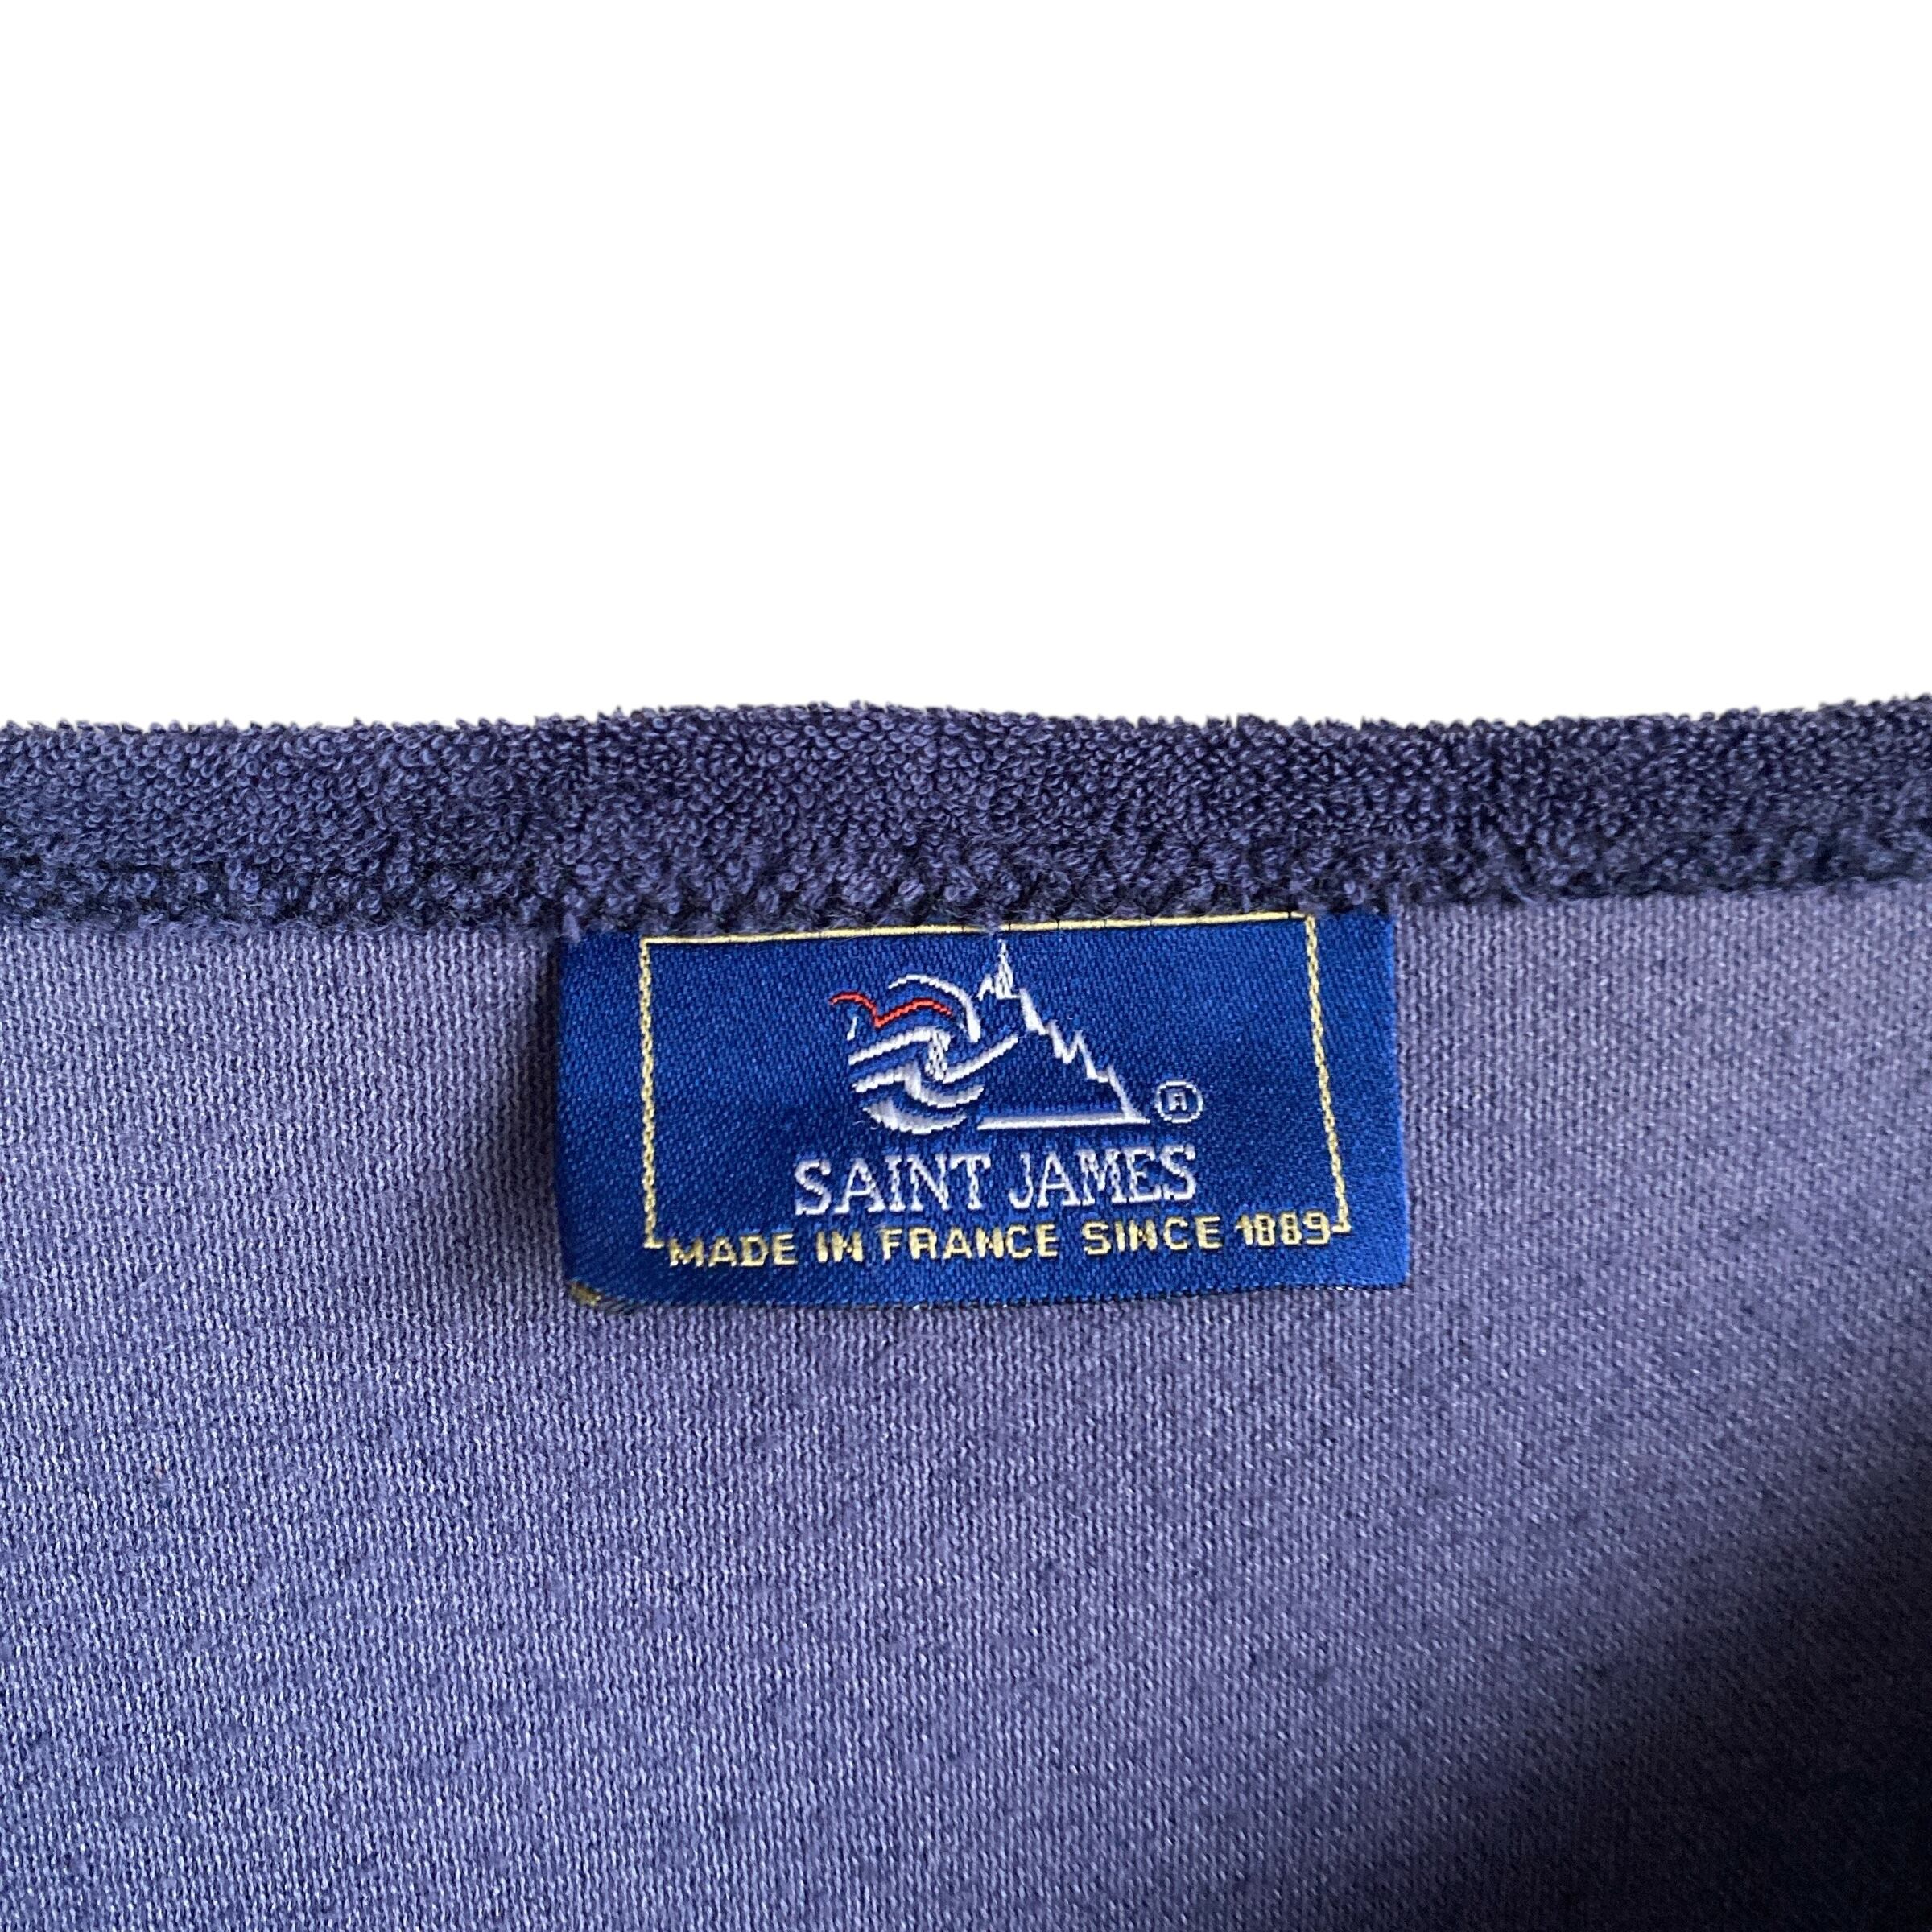 ®
SAINT JAMES
MADE IN FRANCE SINCE 1889